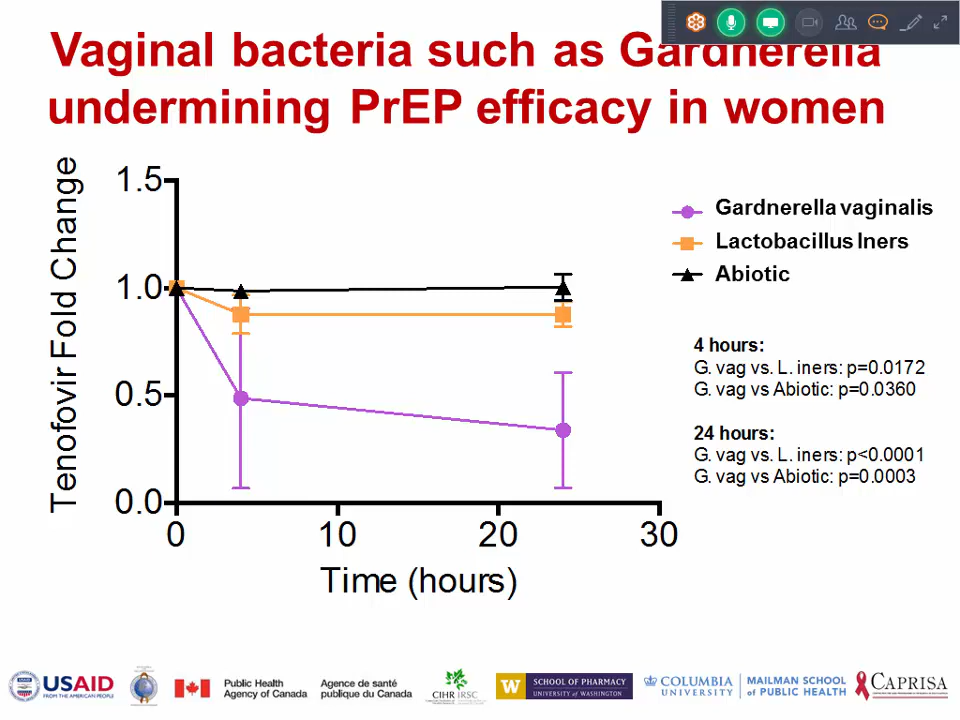 Vaginal bacteria such as Gardnerella
undermining PrEP efficacy in women
Tenofovir Fold Change
1.5
1.0
0.5
0.0
0
10
20
30
Time (hours)
Gardnerella vaginalis
Lactobacillus Iners
Abiotic
4 hours:
G. vag vs. L. iners: p=0.0172
G. vag vs Abiotic: p=0.0360
24 hours:
G. vag vs. L. iners: p<0.0001
G. vag vs Abiotic: p=0.0003
USAID
FROM THE AMERICAN PEOPLE
Public Health
Agency of Canada
Agence de santé
publique du Canada
CIHR IRSC
W
SCHOOL OF PHARMACY
UNIVERSITY of WASHINGTON
COLUMBIA
UNIVERSITY
MAILMAN SCHOOL
of PUBLIC HEALTH
CAPRISA